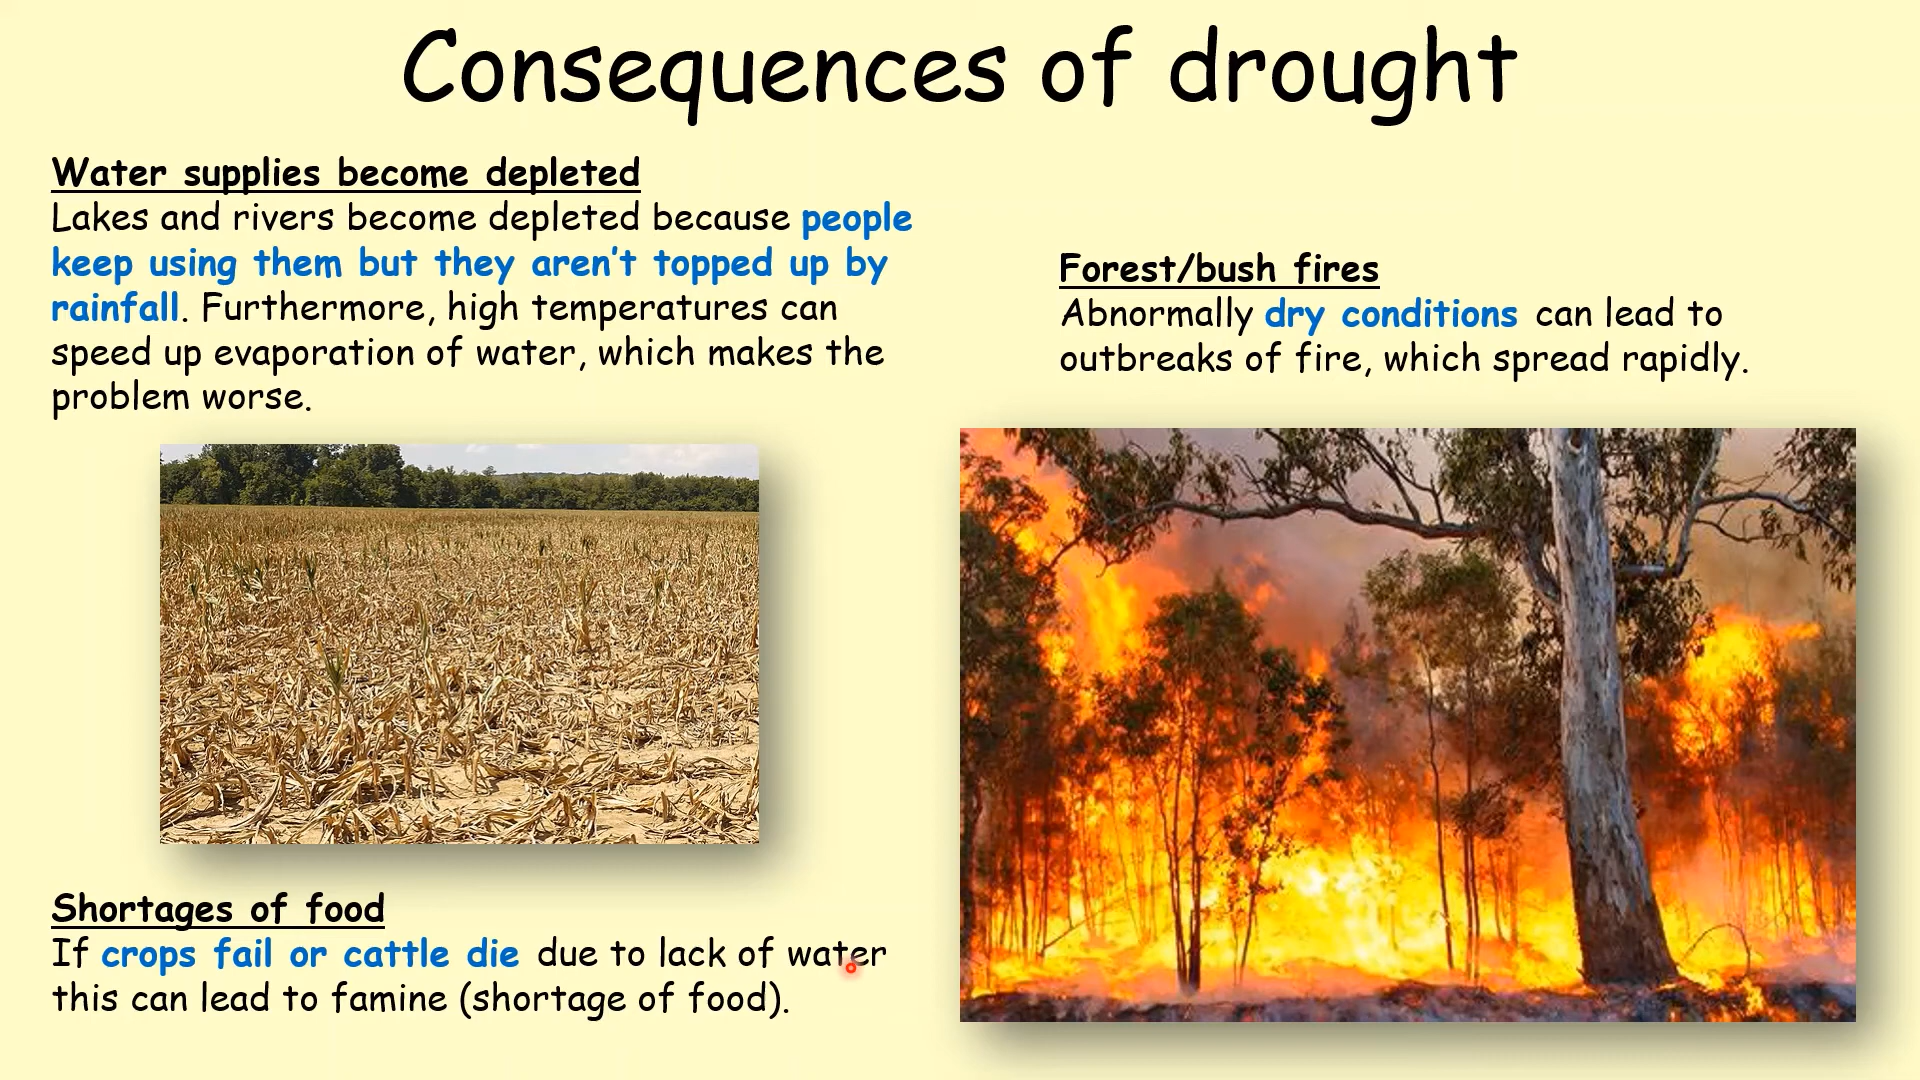 Consequences of drought
Water supplies become depleted
Lakes and rivers become depleted because people
keep using them but they aren't topped up by
rainfall. Furthermore, high temperatures can
speed up evaporation of water, which makes the
problem worse.
Shortages of food
If crops fail or cattle die due to lack of water
this can lead to famine (shortage of food).
Forest/bush fires
Abnormally dry conditions can lead to
outbreaks of fire, which spread rapidly.